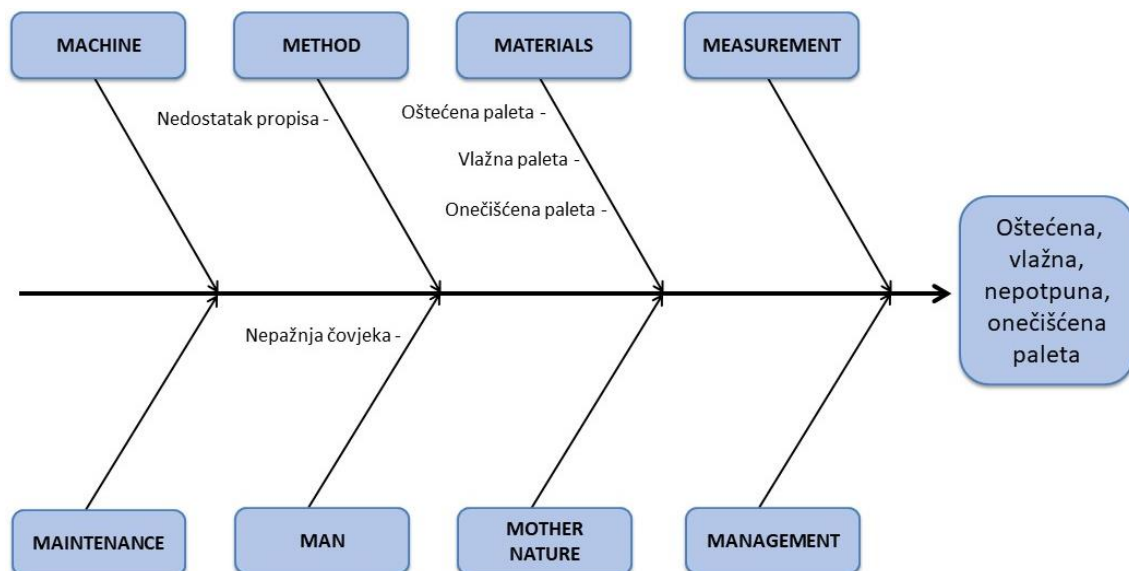 MACHINE
METHOD
MATERIALS
MEASUREMENT
Nedostatak propisa -
Oštećena paleta -
Vlažna paleta -
Onečišćena paleta -
Oštećena,
vlažna,
nepotpuna,
onečišćena
paleta
Nepažnja čovjeka -
MAINTENANCE
MAN
MOTHER
NATURE
MANAGEMENT